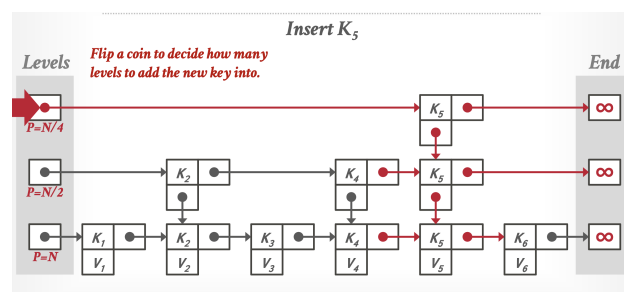 Insert K5
Flip a coin to decide how many
levels to add the new key into.
Levels
End
K5
∞
P=N/4
K2
K4
K5
∞
P=N/2
K1
K2
K3
K4
K5
K6
∞
P=N
V1
V2
V3
V4
V5
V6